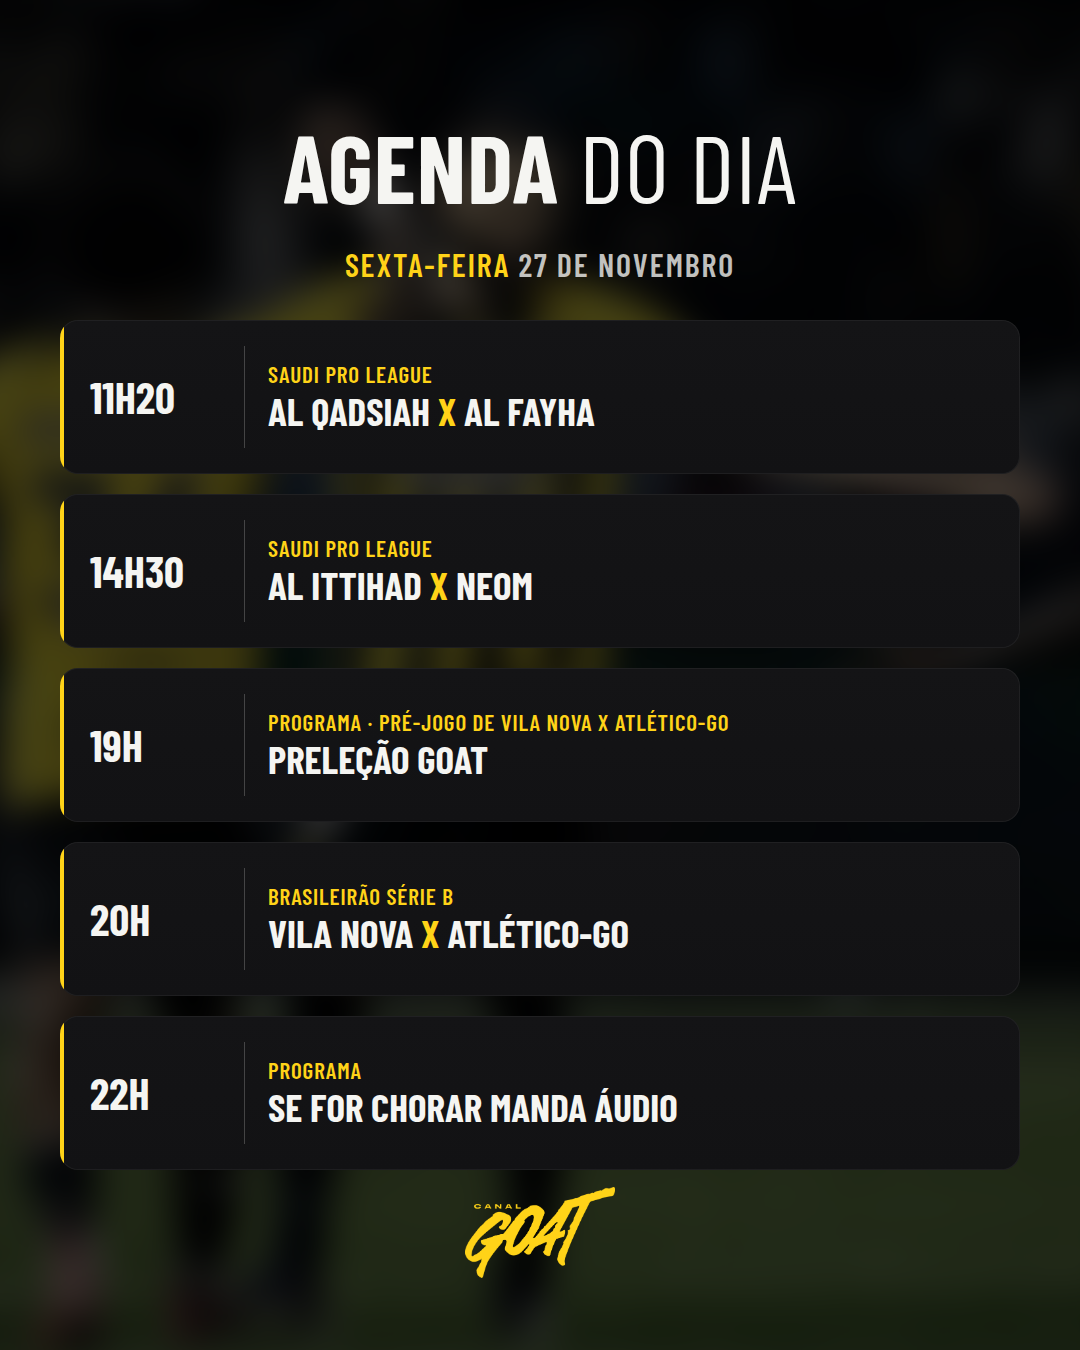 AGENDA DO DIA
SEXTA-FEIRA 27 DE NOVEMBRO
11H20
SAUDI PRO LEAGUE
AL QADSIAH X AL FAYHA
14H30
SAUDI PRO LEAGUE
AL ITTIHAD X NEOM
19H
PROGRAMA · PRÉ-JOGO DE VILA NOVA X ATLÉTICO-GO
PRELEÇÃO GOAT
20H
BRASILEIRÃO SÉRIE B
VILA NOVA X ATLÉTICO-GO
22H
PROGRAMA
SE FOR CHORAR MANDA ÁUDIO
CANAL
GOAT